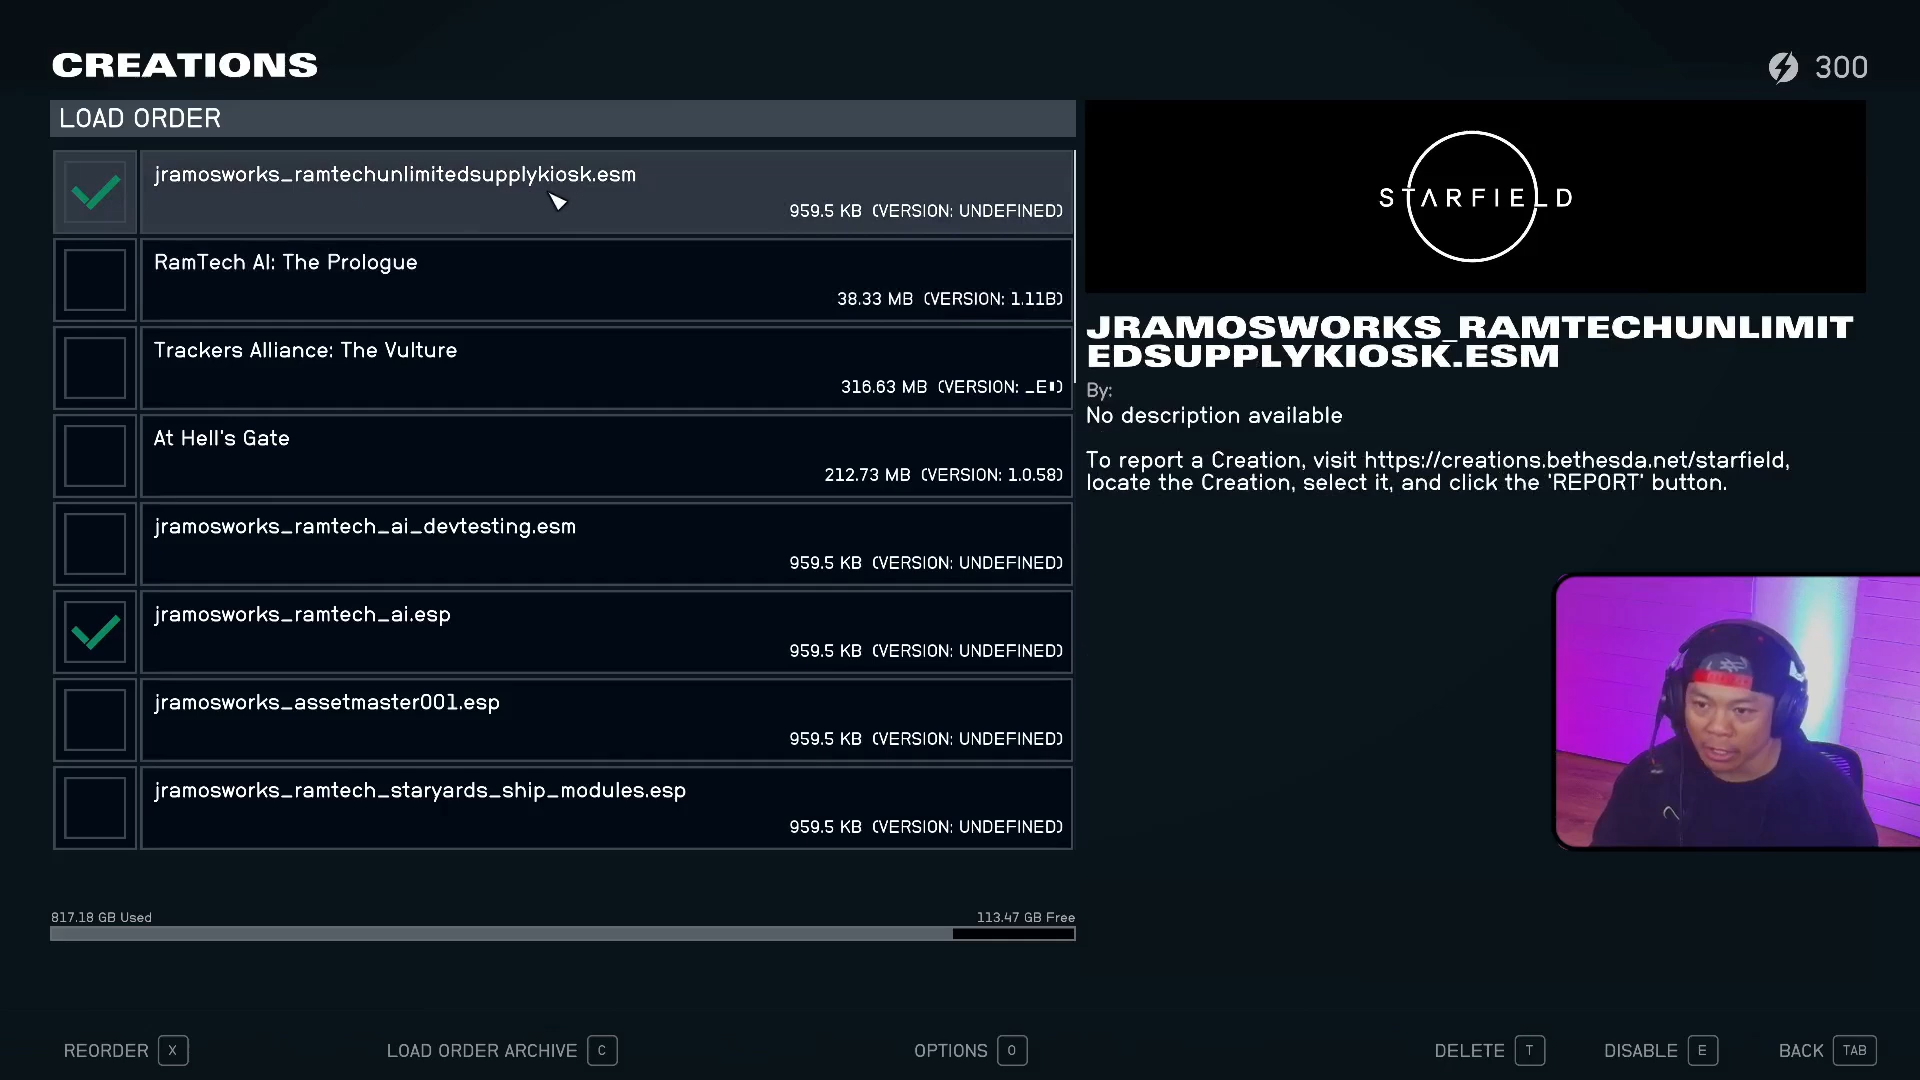 CREATIONS
300
LOAD ORDER
jramosworks_ramtechunlimitedsupplykiosk.esm
959.5 KB (VERSION: UNDEFINED)
RamTech AI: The Prologue
38.33 MB (VERSION: 1.11B)
Trackers Alliance: The Vulture
316.63 MB (VERSION: _E▮)
At Hell's Gate
212.73 MB (VERSION: 1.0.58)
jramosworks_ramtech_ai_devtesting.esm
959.5 KB (VERSION: UNDEFINED)
jramosworks_ramtech_ai.esp
959.5 KB (VERSION: UNDEFINED)
jramosworks_assetmaster001.esp
959.5 KB (VERSION: UNDEFINED)
jramosworks_ramtech_staryards_ship_modules.esp
959.5 KB (VERSION: UNDEFINED)
817.18 GB Used
113.47 GB Free
STARFIELD
JRAMOSWORKS_RAMTECHUNLIMIT
EDSUPPLYKIOSK.ESM
By:
No description available
To report a Creation, visit https://creations.bethesda.net/starfield,
locate the Creation, select it, and click the 'REPORT' button.
REORDER X
LOAD ORDER ARCHIVE C
OPTIONS O
DELETE T
DISABLE E
BACK TAB